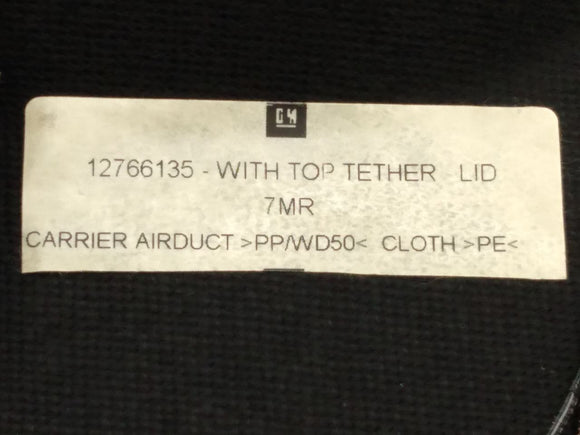 GM
12766135 - WITH TOP TETHER LID
7MR
CARRIER AIRDUCT >PP/WD50< CLOTH >PE<